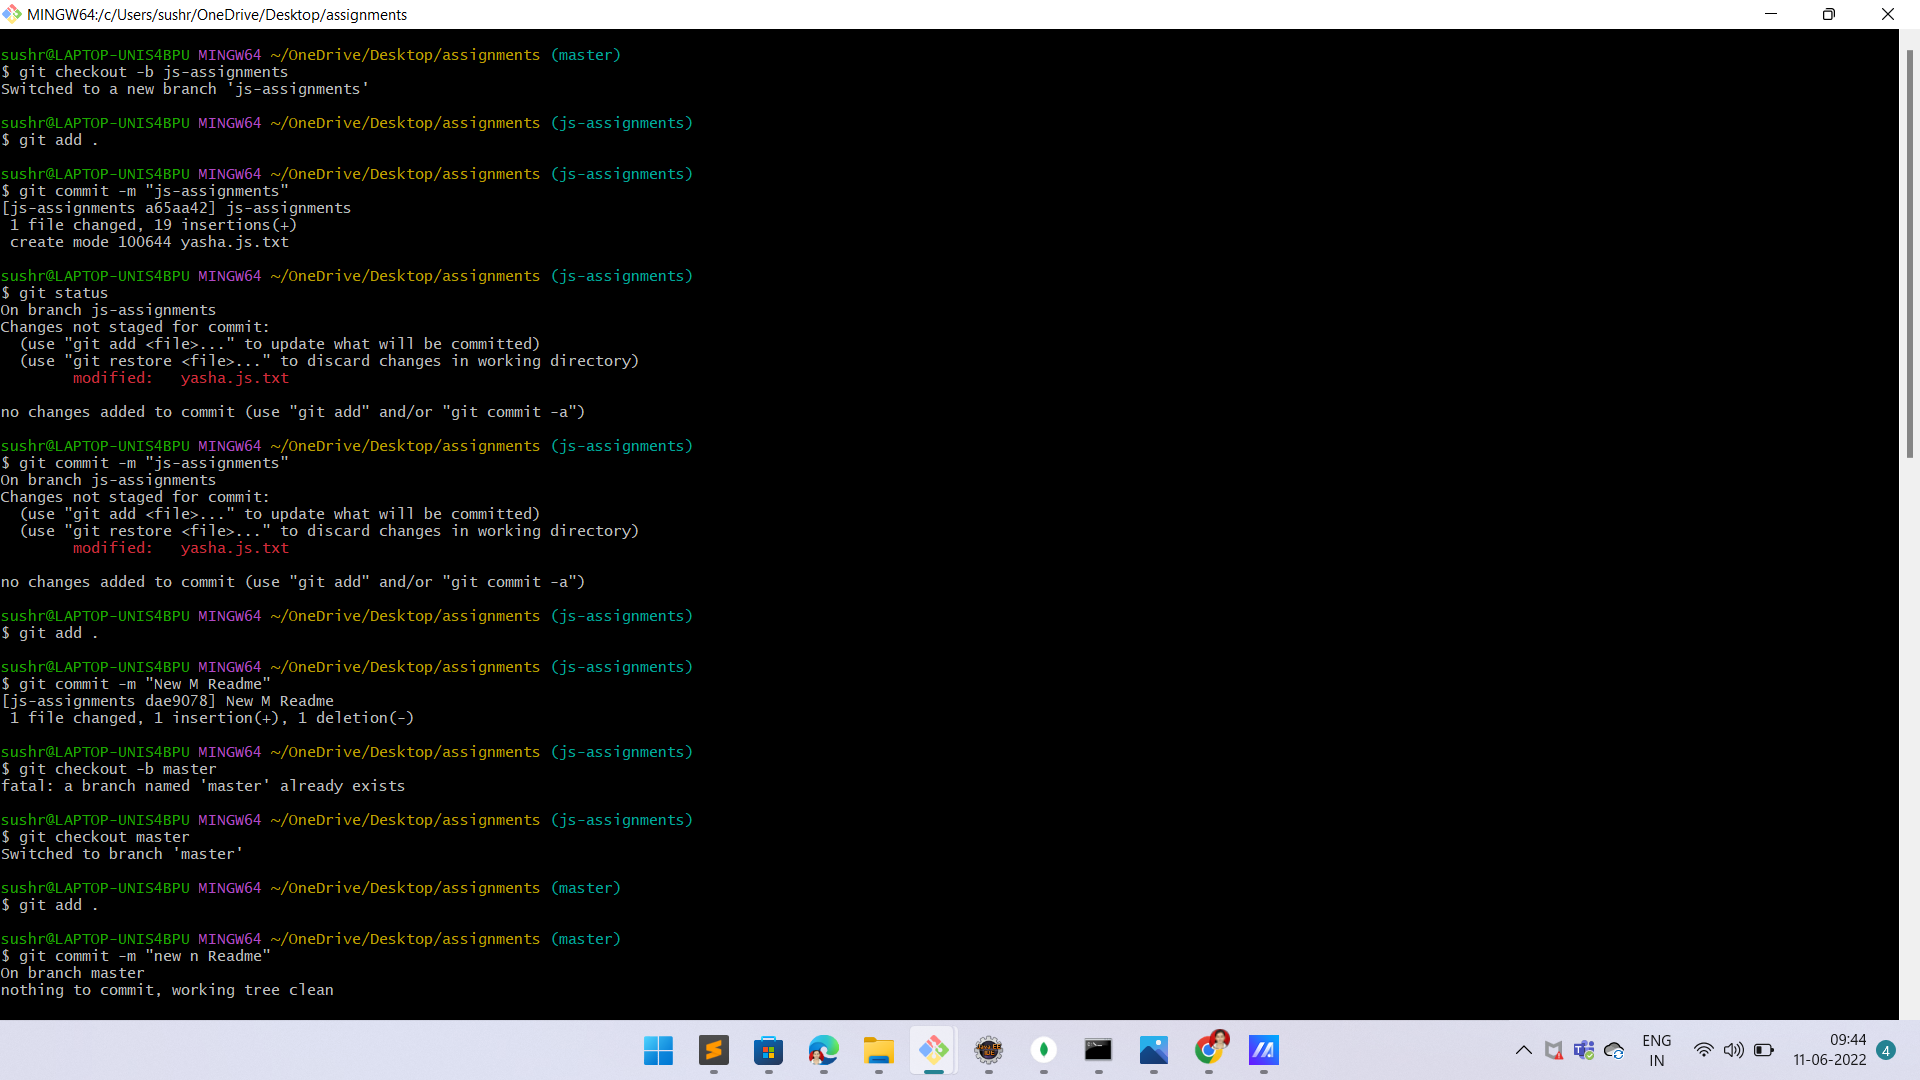 MINGW64:/c/Users/sushr/OneDrive/Desktop/assignments
sushr@LAPTOP-UNIS4BPU MINGW64 ~/OneDrive/Desktop/assignments (master)
$ git checkout -b js-assignments
Switched to a new branch 'js-assignments'
sushr@LAPTOP-UNIS4BPU MINGW64 ~/OneDrive/Desktop/assignments (js-assignments)
$ git add .
sushr@LAPTOP-UNIS4BPU MINGW64 ~/OneDrive/Desktop/assignments (js-assignments)
$ git commit -m "js-assignments"
[js-assignments a65aa42] js-assignments
1 file changed, 19 insertions(+)
create mode 100644 yasha.js.txt
sushr@LAPTOP-UNIS4BPU MINGW64 ~/OneDrive/Desktop/assignments (js-assignments)
$ git status
On branch js-assignments
Changes not staged for commit:
(use "git add <file>..." to update what will be committed)
(use "git restore <file>..." to discard changes in working directory)
modified:   yasha.js.txt
no changes added to commit (use "git add" and/or "git commit -a")
sushr@LAPTOP-UNIS4BPU MINGW64 ~/OneDrive/Desktop/assignments (js-assignments)
$ git commit -m "js-assignments"
On branch js-assignments
Changes not staged for commit:
(use "git add <file>..." to update what will be committed)
(use "git restore <file>..." to discard changes in working directory)
modified:   yasha.js.txt
no changes added to commit (use "git add" and/or "git commit -a")
sushr@LAPTOP-UNIS4BPU MINGW64 ~/OneDrive/Desktop/assignments (js-assignments)
$ git add .
sushr@LAPTOP-UNIS4BPU MINGW64 ~/OneDrive/Desktop/assignments (js-assignments)
$ git commit -m "New M Readme"
[js-assignments dae9078] New M Readme
1 file changed, 1 insertion(+), 1 deletion(-)
sushr@LAPTOP-UNIS4BPU MINGW64 ~/OneDrive/Desktop/assignments (js-assignments)
$ git checkout -b master
fatal: a branch named 'master' already exists
sushr@LAPTOP-UNIS4BPU MINGW64 ~/OneDrive/Desktop/assignments (js-assignments)
$ git checkout master
Switched to branch 'master'
sushr@LAPTOP-UNIS4BPU MINGW64 ~/OneDrive/Desktop/assignments (master)
$ git add .
sushr@LAPTOP-UNIS4BPU MINGW64 ~/OneDrive/Desktop/assignments (master)
$ git commit -m "new n Readme"
On branch master
nothing to commit, working tree clean
ENG
IN
09:44
11-06-2022
4